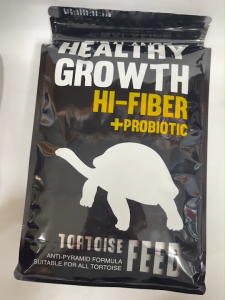 HEALTHY
GROWTH
HI-FIBER
+PROBIOTIC
TORTOISE FEED
ANTI-PYRAMID FORMULA
SUITABLE FOR ALL TORTOISE